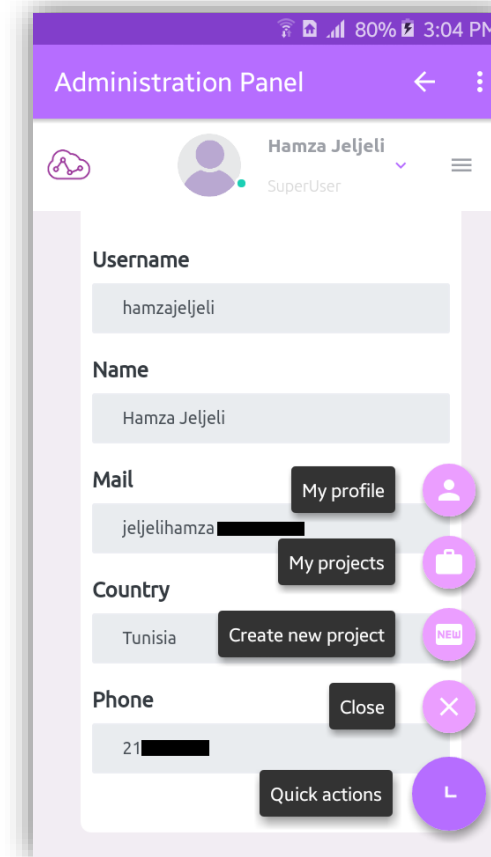 80% 3:04 PM
Administration Panel
Hamza Jeljeli
SuperUser
Username
hamzajeljeli
Name
Hamza Jeljeli
Mail
My profile
jeljelihamza
My projects
Country
Tunisia
Create new project
NEW
Phone
Close
21
Quick actions